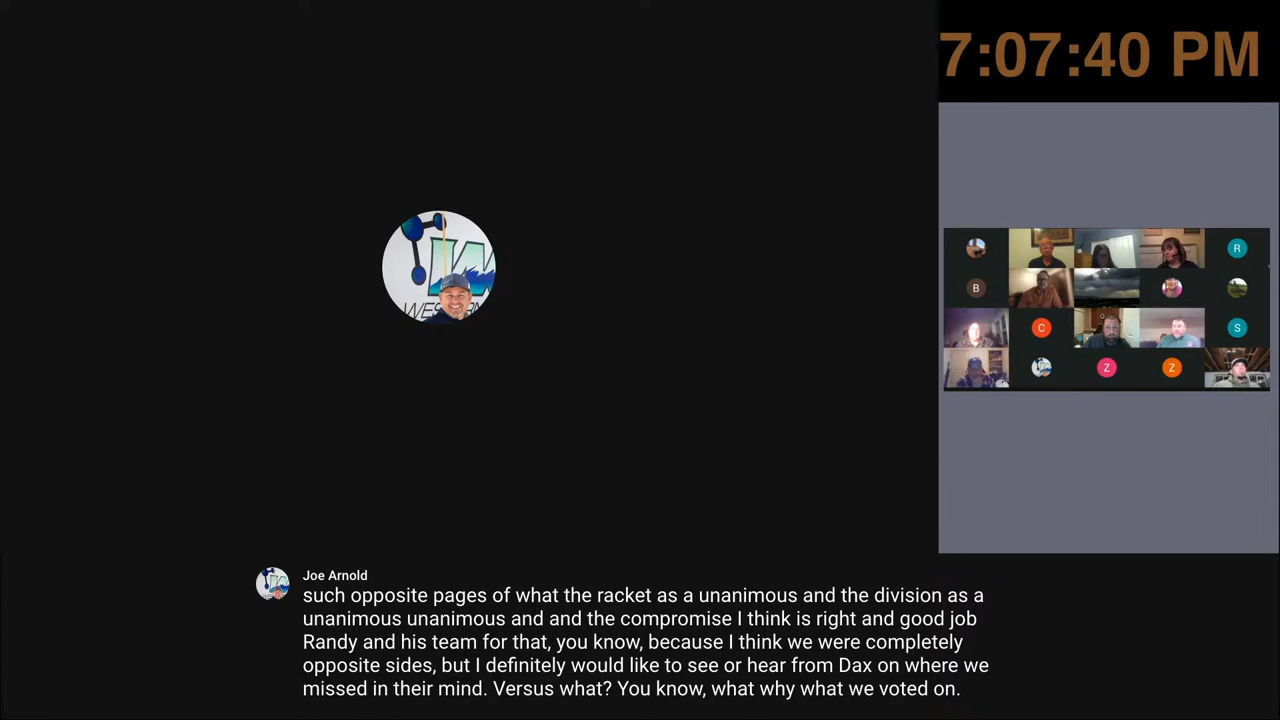 7:07:40 PM
W
WES
R
B
C
S
Z
Z
Joe Arnold
such opposite pages of what the racket as a unanimous and the division as a
unanimous unanimous and and the compromise I think is right and good job
Randy and his team for that, you know, because I think we were completely
opposite sides, but I definitely would like to see or hear from Dax on where we
missed in their mind. Versus what? You know, what why what we voted on.